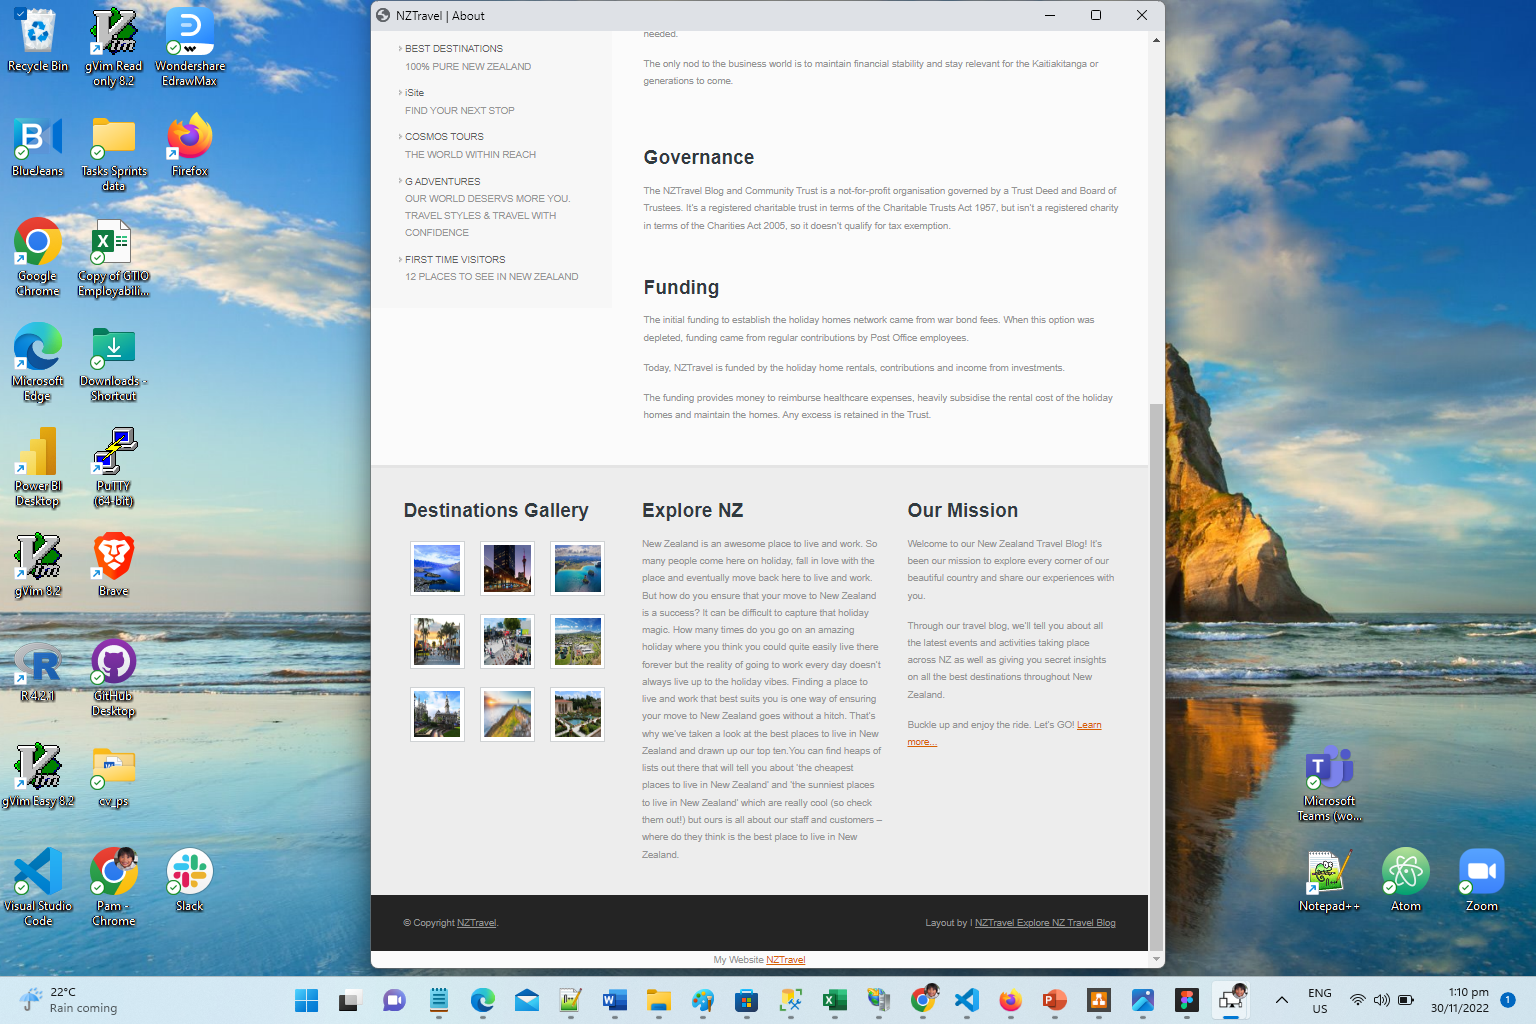 Recycle Bin
gVim Read
only 8.2
Wondershare
EdrawMax
BlueJeans
Tasks Sprints
data
Firefox
Google
Chrome
Copy of GTIO
Employabili...
Microsoft
Edge
Downloads -
Shortcut
Power BI
Desktop
PuTTY
(64-bit)
gVim 8.2
Brave
R 4.2.1
GitHub
Desktop
gVim Easy 8.2
cv_ps
Visual Studio
Code
Pam -
Chrome
Slack
NZTravel | About
BEST DESTINATIONS
100% PURE NEW ZEALAND
iSite
FIND YOUR NEXT STOP
COSMOS TOURS
THE WORLD WITHIN REACH
G ADVENTURES
OUR WORLD DESERVS MORE YOU.
TRAVEL STYLES & TRAVEL WITH
CONFIDENCE
FIRST TIME VISITORS
12 PLACES TO SEE IN NEW ZEALAND
needed.
The only nod to the business world is to maintain financial stability and stay relevant for the Kaitiakitanga or
generations to come.
Governance
The NZTravel Blog and Community Trust is a not-for-profit organisation governed by a Trust Deed and Board of
Trustees. It's a registered charitable trust in terms of the Charitable Trusts Act 1957, but isn't a registered charity
in terms of the Charities Act 2005, so it doesn't qualify for tax exemption.
Funding
The initial funding to establish the holiday homes network came from war bond fees. When this option was
depleted, funding came from regular contributions by Post Office employees.
Today, NZTravel is funded by the holiday home rentals, contributions and income from investments.
The funding provides money to reimburse healthcare expenses, heavily subsidise the rental cost of the holiday
homes and maintain the homes. Any excess is retained in the Trust.
Destinations Gallery
Explore NZ
New Zealand is an awesome place to live and work. So
many people come here on holiday, fall in love with the
place and eventually move back here to live and work.
But how do you ensure that your move to New Zealand
is a success? It can be difficult to capture that holiday
magic. How many times do you go on an amazing
holiday where you think you could quite easily live there
forever but the reality of going to work every day doesn't
always live up to the holiday vibes. Finding a place to
live and work that best suits you is one way of ensuring
your move to New Zealand goes without a hitch. That's
why we've taken a look at the best places to live in New
Zealand and drawn up our top ten.You can find heaps of
lists out there that will tell you about 'the cheapest
places to live in New Zealand' and 'the sunniest places
to live in New Zealand' which are really cool (so check
them out!) but ours is all about our staff and customers –
where do they think is the best place to live in New
Zealand.
Our Mission
Welcome to our New Zealand Travel Blog! It's
been our mission to explore every corner of our
beautiful country and share our experiences with
you.
Through our travel blog, we'll tell you about all
the latest events and activities taking place
across NZ as well as giving you secret insights
on all the best destinations throughout New
Zealand.
Buckle up and enjoy the ride. Let's GO! Learn
more...
© Copyright NZTravel.
Layout by | NZTravel Explore NZ Travel Blog
My Website NZTravel
Microsoft
Teams (wo...
Notepad++
Atom
Zoom
22°C
Rain coming
ENG
US
1:10 pm
30/11/2022
1